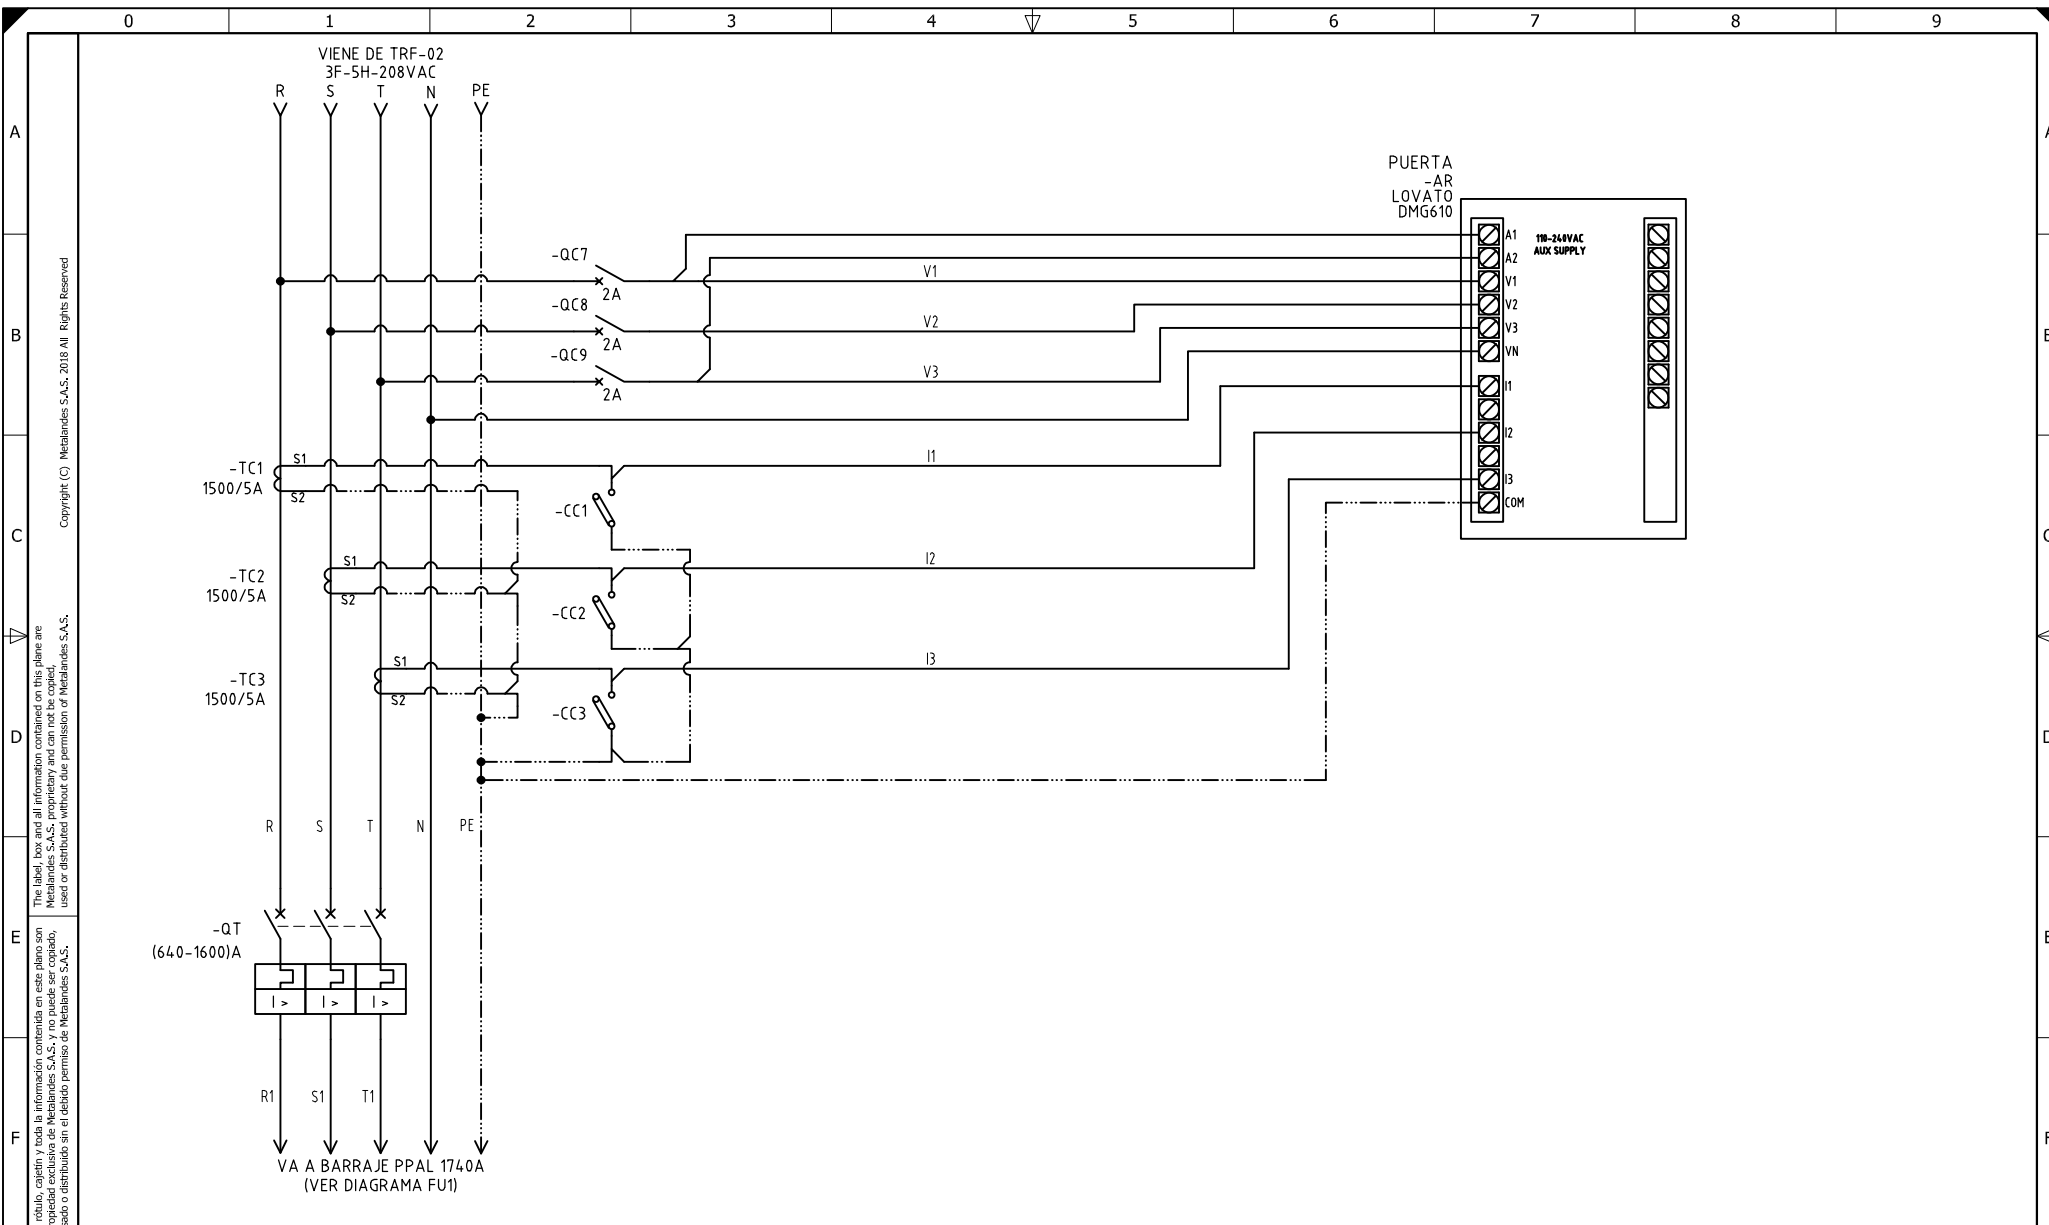 0 1 2 3 4 5 6 7 8 9
VIENE DE TRF-02
3F-5H-208VAC
R S T N PE
A
B
C
D
E
F
PUERTA
-AR
LOVATO
DMG610
110-240VAC
AUX SUPPLY
A1
A2
V1
V2
V3
VN
I1
I2
I3
COM
-QC7
2A
V1
-QC8
2A
V2
-QC9
2A
V3
-TC1
1500/5A
S1
S2
I1
-CC1
-TC2
1500/5A
S1
S2
I2
-CC2
-TC3
1500/5A
S1
S2
I3
-CC3
R S T N PE
-QT
(640-1600)A
I > I > I >
R1 S1 T1
VA A BARRAJE PPAL 1740A
(VER DIAGRAMA FU1)
Copyright (C) Metalandes S.A.S. 2018 All Rights Reserved
The label, box and all information contained on this plane are
Metalandes S.A.S. proprietary and can not be copied,
used or distributed without due permission of Metalandes S.A.S.
rótulo, cajetín y toda la información contenida en este plano son
opiedad exclusiva de Metalandes S.A.S. y no puede ser copiado,
sado o distribuido sin el debido permiso de Metalandes S.A.S.